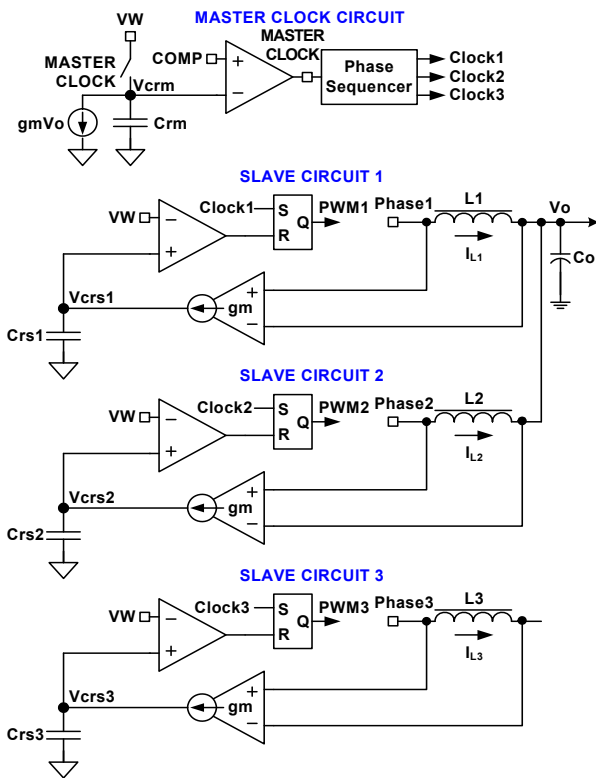 MASTER CLOCK CIRCUIT
VW
MASTER
CLOCK
COMP
MASTER
CLOCK
+
−
Phase
Sequencer
Clock1
Clock2
Clock3
Vcrm
gmVo
Crm
SLAVE CIRCUIT 1
VW
−
+
Clock1
S
R
Q
PWM1
Phase1
L1
Vo
IL1
Co
Vcrs1
gm
+
−
Crs1
SLAVE CIRCUIT 2
VW
−
+
Clock2
S
R
Q
PWM2
Phase2
L2
IL2
Vcrs2
gm
+
−
Crs2
SLAVE CIRCUIT 3
VW
−
+
Clock3
S
R
Q
PWM3
Phase3
L3
IL3
Vcrs3
gm
+
−
Crs3